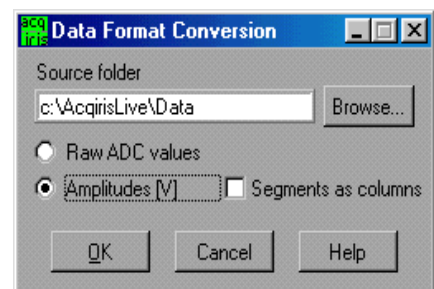 acq
iris
Data Format Conversion
Source folder
c:\AcqirisLive\Data
Browse...
Raw ADC values
Amplitudes [V] Segments as columns
OK Cancel Help